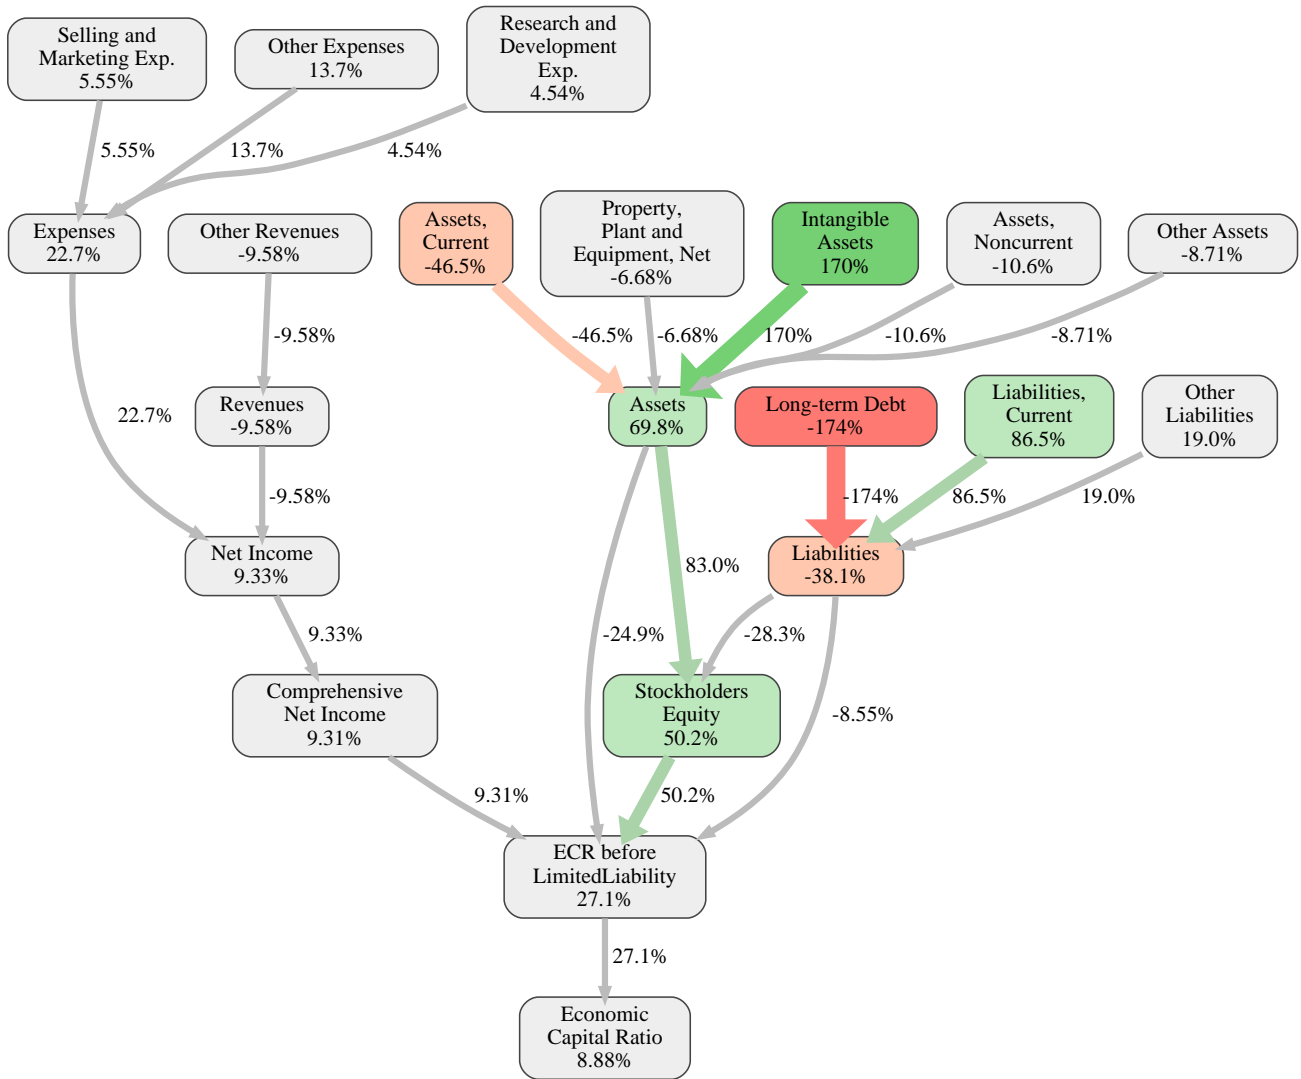 Selling and
Marketing Exp.
5.55%
Other Expenses
13.7%
Research and
Development
Exp.
4.54%
5.55%
13.7%
4.54%
Expenses
22.7%
Other Revenues
-9.58%
Assets,
Current
-46.5%
Property,
Plant and
Equipment, Net
-6.68%
Intangible
Assets
170%
Assets,
Noncurrent
-10.6%
Other Assets
-8.71%
-9.58%
-46.5%
-6.68%
170%
-10.6%
-8.71%
22.7%
Revenues
-9.58%
Assets
69.8%
Long-term Debt
-174%
Liabilities,
Current
86.5%
Other
Liabilities
19.0%
-9.58%
-174%
86.5%
19.0%
Net Income
9.33%
83.0%
Liabilities
-38.1%
9.33%
-24.9%
-28.3%
Comprehensive
Net Income
9.31%
Stockholders
Equity
50.2%
-8.55%
9.31%
50.2%
ECR before
LimitedLiability
27.1%
27.1%
Economic
Capital Ratio
8.88%